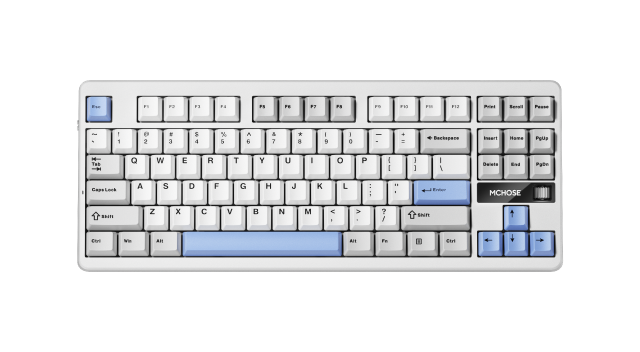 Esc F1 F2 F3 F4 F5 F6 F7 F8 F9 F10 F11 F12 Print Scroll Pause
~ ! @ # $ % ^ & * ( ) _ + Backspace Insert Home PgUp
1 2 3 4 5 6 7 8 9 0 - =
Tab Q W E R T Y U I O P { } | Delete End PgDn
[ ] \
Caps Lock A S D F G H J K L : " Enter MCHOSE
; '
Shift Z X C V B N M < > ? Shift ↑
, . /
Ctrl Win Alt Alt Fn Ctrl ← ↓ →